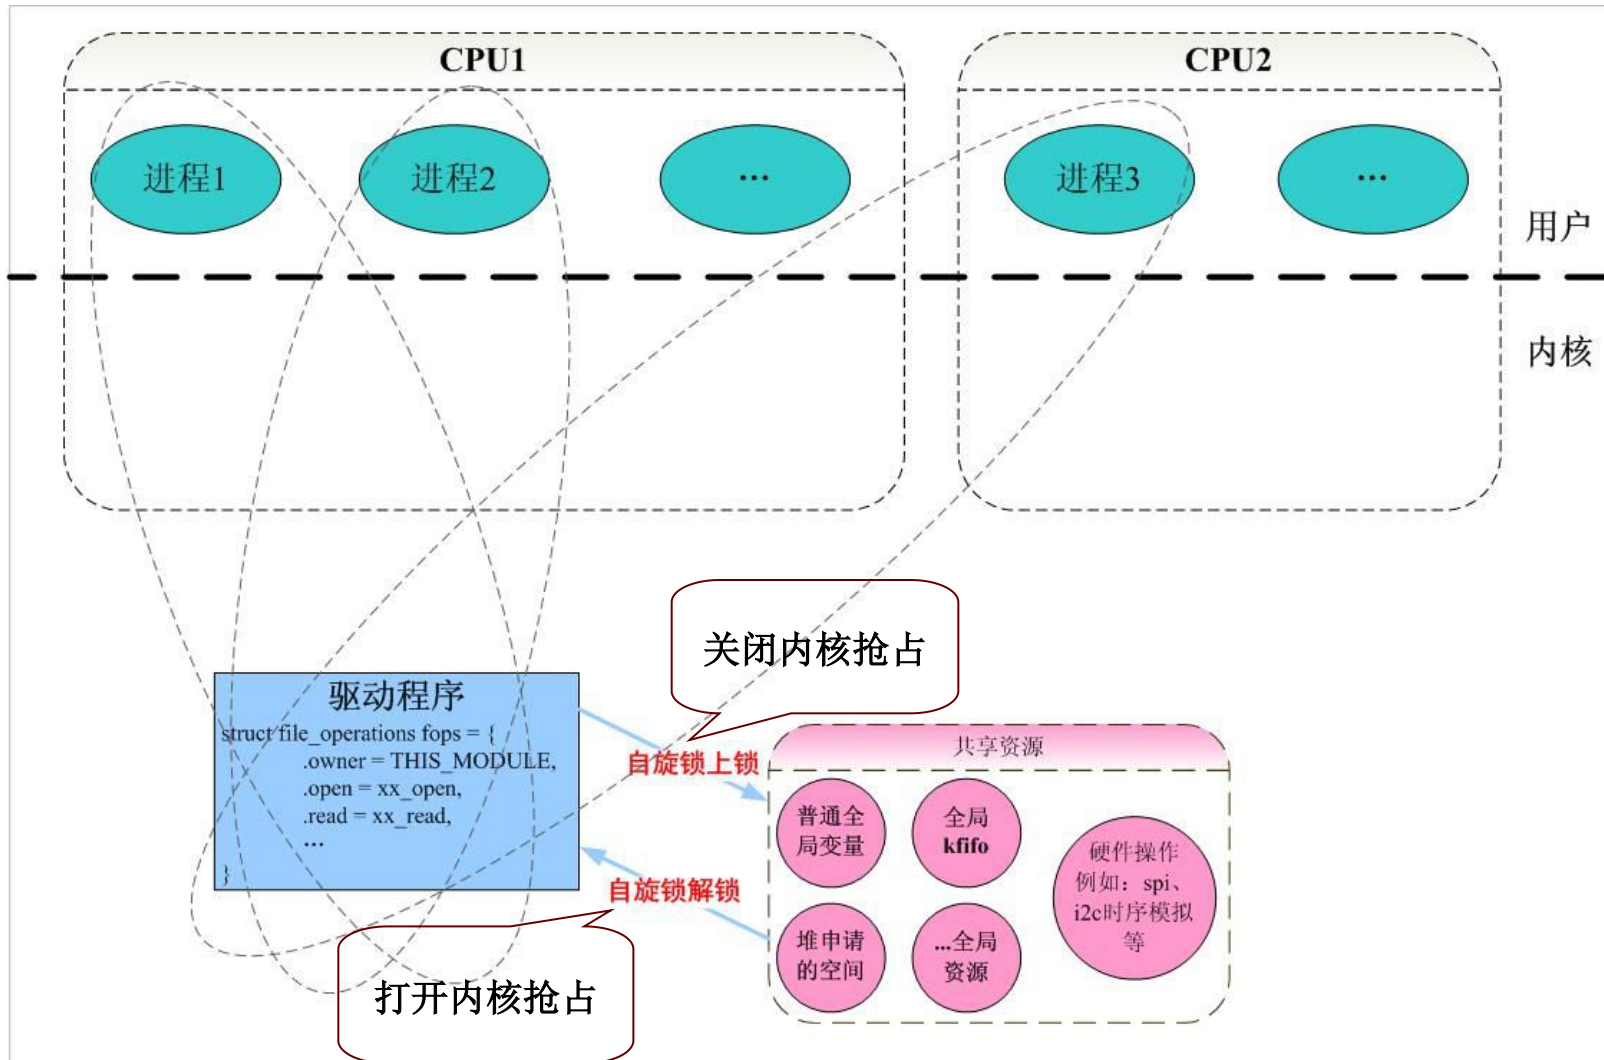 CPU1
CPU2
进程1
进程2
...
进程3
...
用户
内核
关闭内核抢占
驱动程序
struct file_operations fops = {
.owner = THIS_MODULE,
.open = xx_open,
.read = xx_read,
...
}
自旋锁上锁
自旋锁解锁
打开内核抢占
共享资源
普通全
局变量
全局
kfifo
硬件操作
例如：spi、
i2c时序模拟
等
堆申请
的空间
...全局
资源